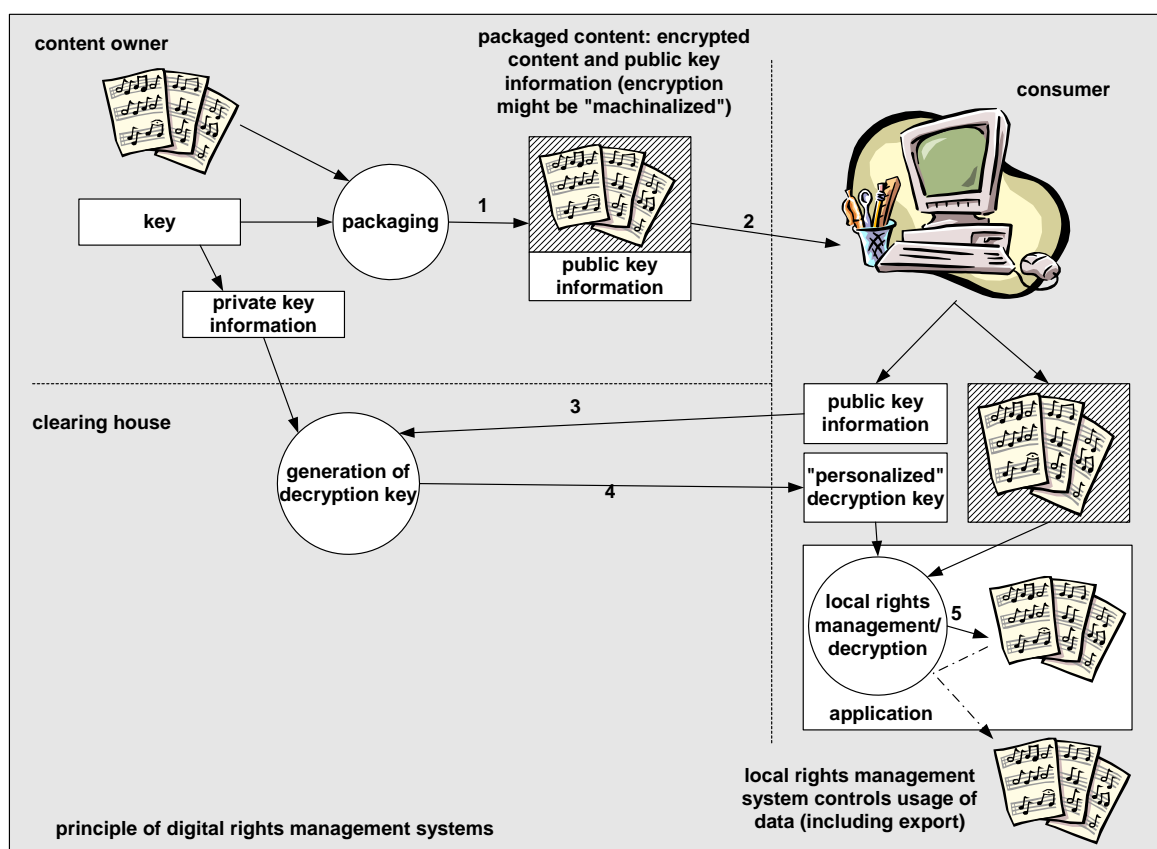 content owner
packaged content: encrypted
content and public key
information (encryption
might be "machinalized")
consumer
key
packaging
1
2
public key
information
private key
information
clearing house
3
public key
information
generation of
decryption key
4
"personalized"
decryption key
local rights
management/
decryption
5
application
local rights management
system controls usage of
data (including export)
principle of digital rights management systems